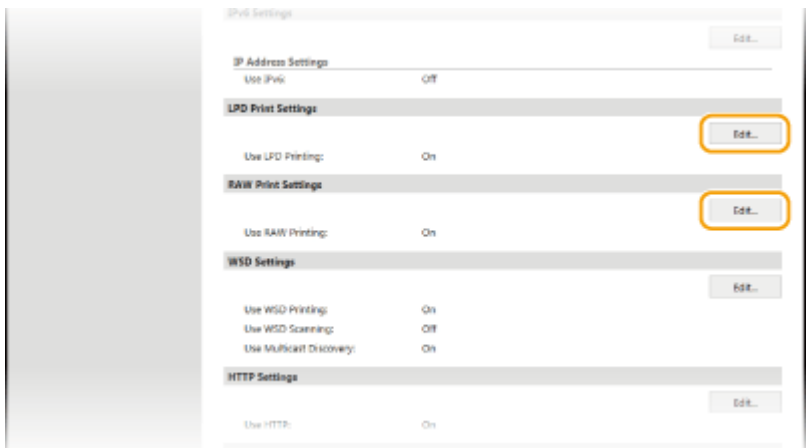 IPv6 Settings
Edit...
IP Address Settings
Use IPv6: Off
LPD Print Settings
Edit...
Use LPD Printing: On
RAW Print Settings
Edit...
Use RAW Printing: On
WSD Settings
Edit...
Use WSD Printing: On
Use WSD Scanning: Off
Use Multicast Discovery: On
HTTP Settings
Edit...
Use HTTP: On